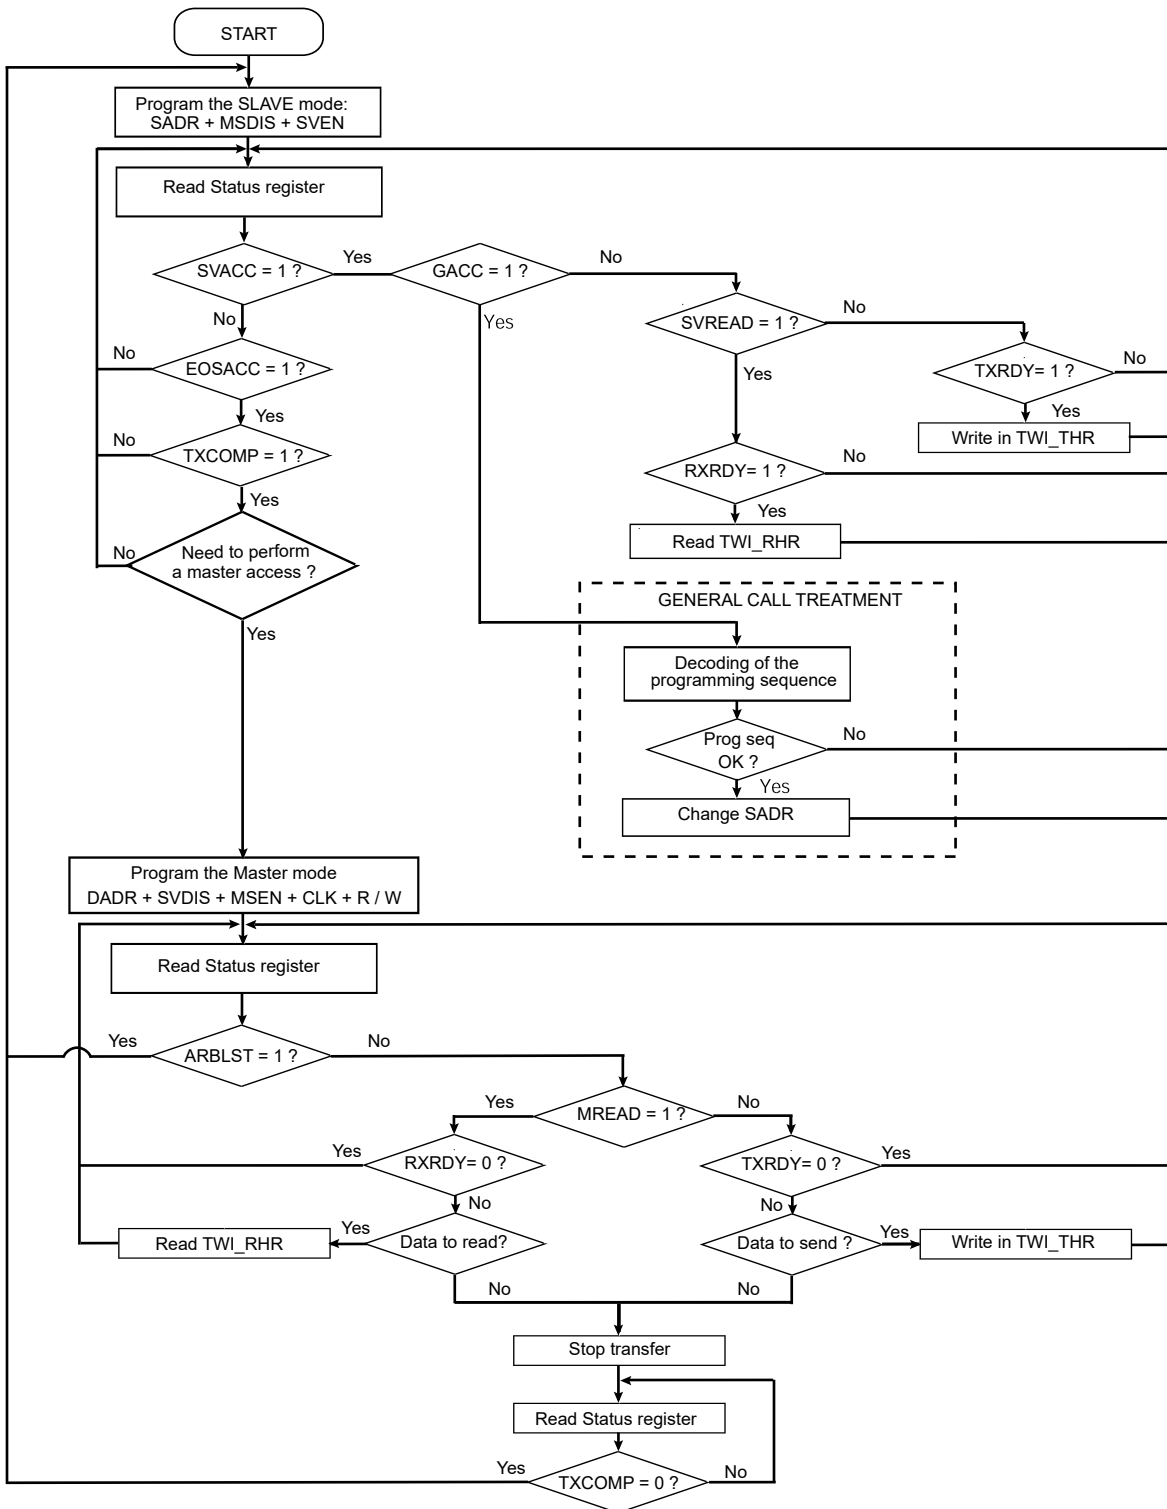 START
Program the SLAVE mode:
SADR + MSDIS + SVEN
Read Status register
SVACC = 1 ?
Yes
GACC = 1 ?
No
No
Yes
SVREAD = 1 ?
No
Yes
TXRDY= 1 ?
No
Yes
Write in TWI_THR
No
EOSACC = 1 ?
Yes
No
TXCOMP = 1 ?
Yes
RXRDY= 1 ?
No
Yes
Read TWI_RHR
No
Need to perform
a master access ?
Yes
GENERAL CALL TREATMENT
Decoding of the
programming sequence
Prog seq
OK ?
No
Yes
Change SADR
Program the Master mode
DADR + SVDIS + MSEN + CLK + R / W
Read Status register
Yes
ARBLST = 1 ?
No
Yes
MREAD = 1 ?
No
Yes
RXRDY= 0 ?
No
TXRDY= 0 ?
Yes
No
Read TWI_RHR
Yes
Data to read?
No
Data to send ?
Yes
Write in TWI_THR
No
Stop transfer
Read Status register
Yes
TXCOMP = 0 ?
No